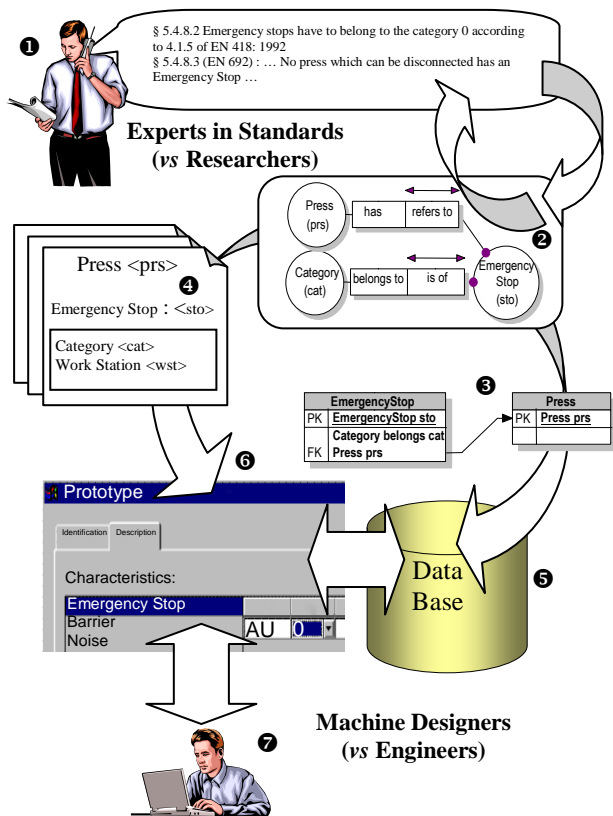 ❶
§ 5.4.8.2 Emergency stops have to belong to the category 0 according
to 4.1.5 of EN 418: 1992
§ 5.4.8.3 (EN 692) : … No press which can be disconnected has an
Emergency Stop …
Experts in Standards
(vs Researchers)
❷
Press
(prs)
has
refers to
Category
(cat)
belongs to
is of
Emergency
Stop
(sto)
Press <prs>
❹
Emergency Stop : <sto>
Category <cat>
Work Station <wst>
❸
EmergencyStop
PK EmergencyStop sto
Category belongs cat
FK Press prs
Press
PK Press prs
❻
Prototype
Identification Description
Characteristics:
Emergency Stop
Barrier
Noise
AU 0
Data
Base
❺
Machine Designers
(vs Engineers)
❼